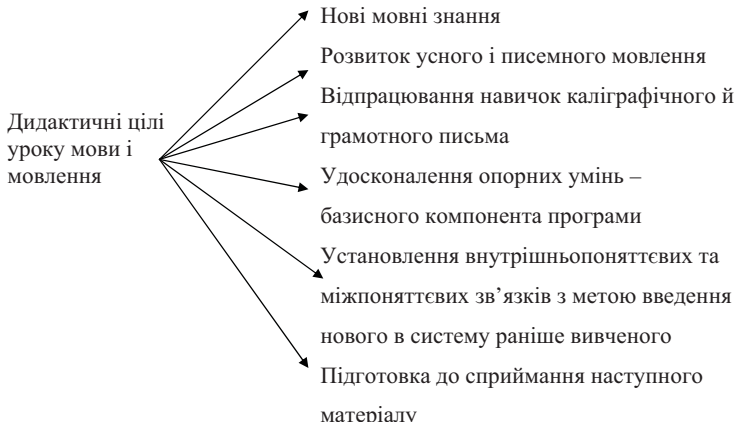 Дидактичні цілі
уроку мови і
мовлення
Нові мовні знання
Розвиток усного і писемного мовлення
Відпрацювання навичок каліграфічного й
грамотного письма
Удосконалення опорних умінь –
базисного компонента програми
Установлення внутрішньопоняттєвих та
міжпоняттєвих зв’язків з метою введення
нового в систему раніше вивченого
Підготовка до сприймання наступного
матеріалу